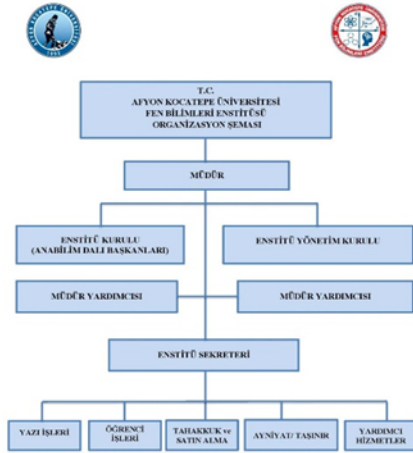 T.C.
AFYON KOCATEPE ÜNİVERSİTESİ
FEN BİLİMLERİ ENSTİTÜSÜ
ORGANİZASYON ŞEMASI
MÜDÜR
ENSTİTÜ KURULU
(ANABİLİM DALI BAŞKANLARI)
ENSTİTÜ YÖNETİM KURULU
MÜDÜR YARDIMCISI
MÜDÜR YARDIMCISI
ENSTİTÜ SEKRETERİ
YAZI İŞLERİ
ÖĞRENCİ
İŞLERİ
TAHAKKUK ve
SATIN ALMA
AYNİYAT/ TAŞINIR
YARDIMCI
HİZMETLER